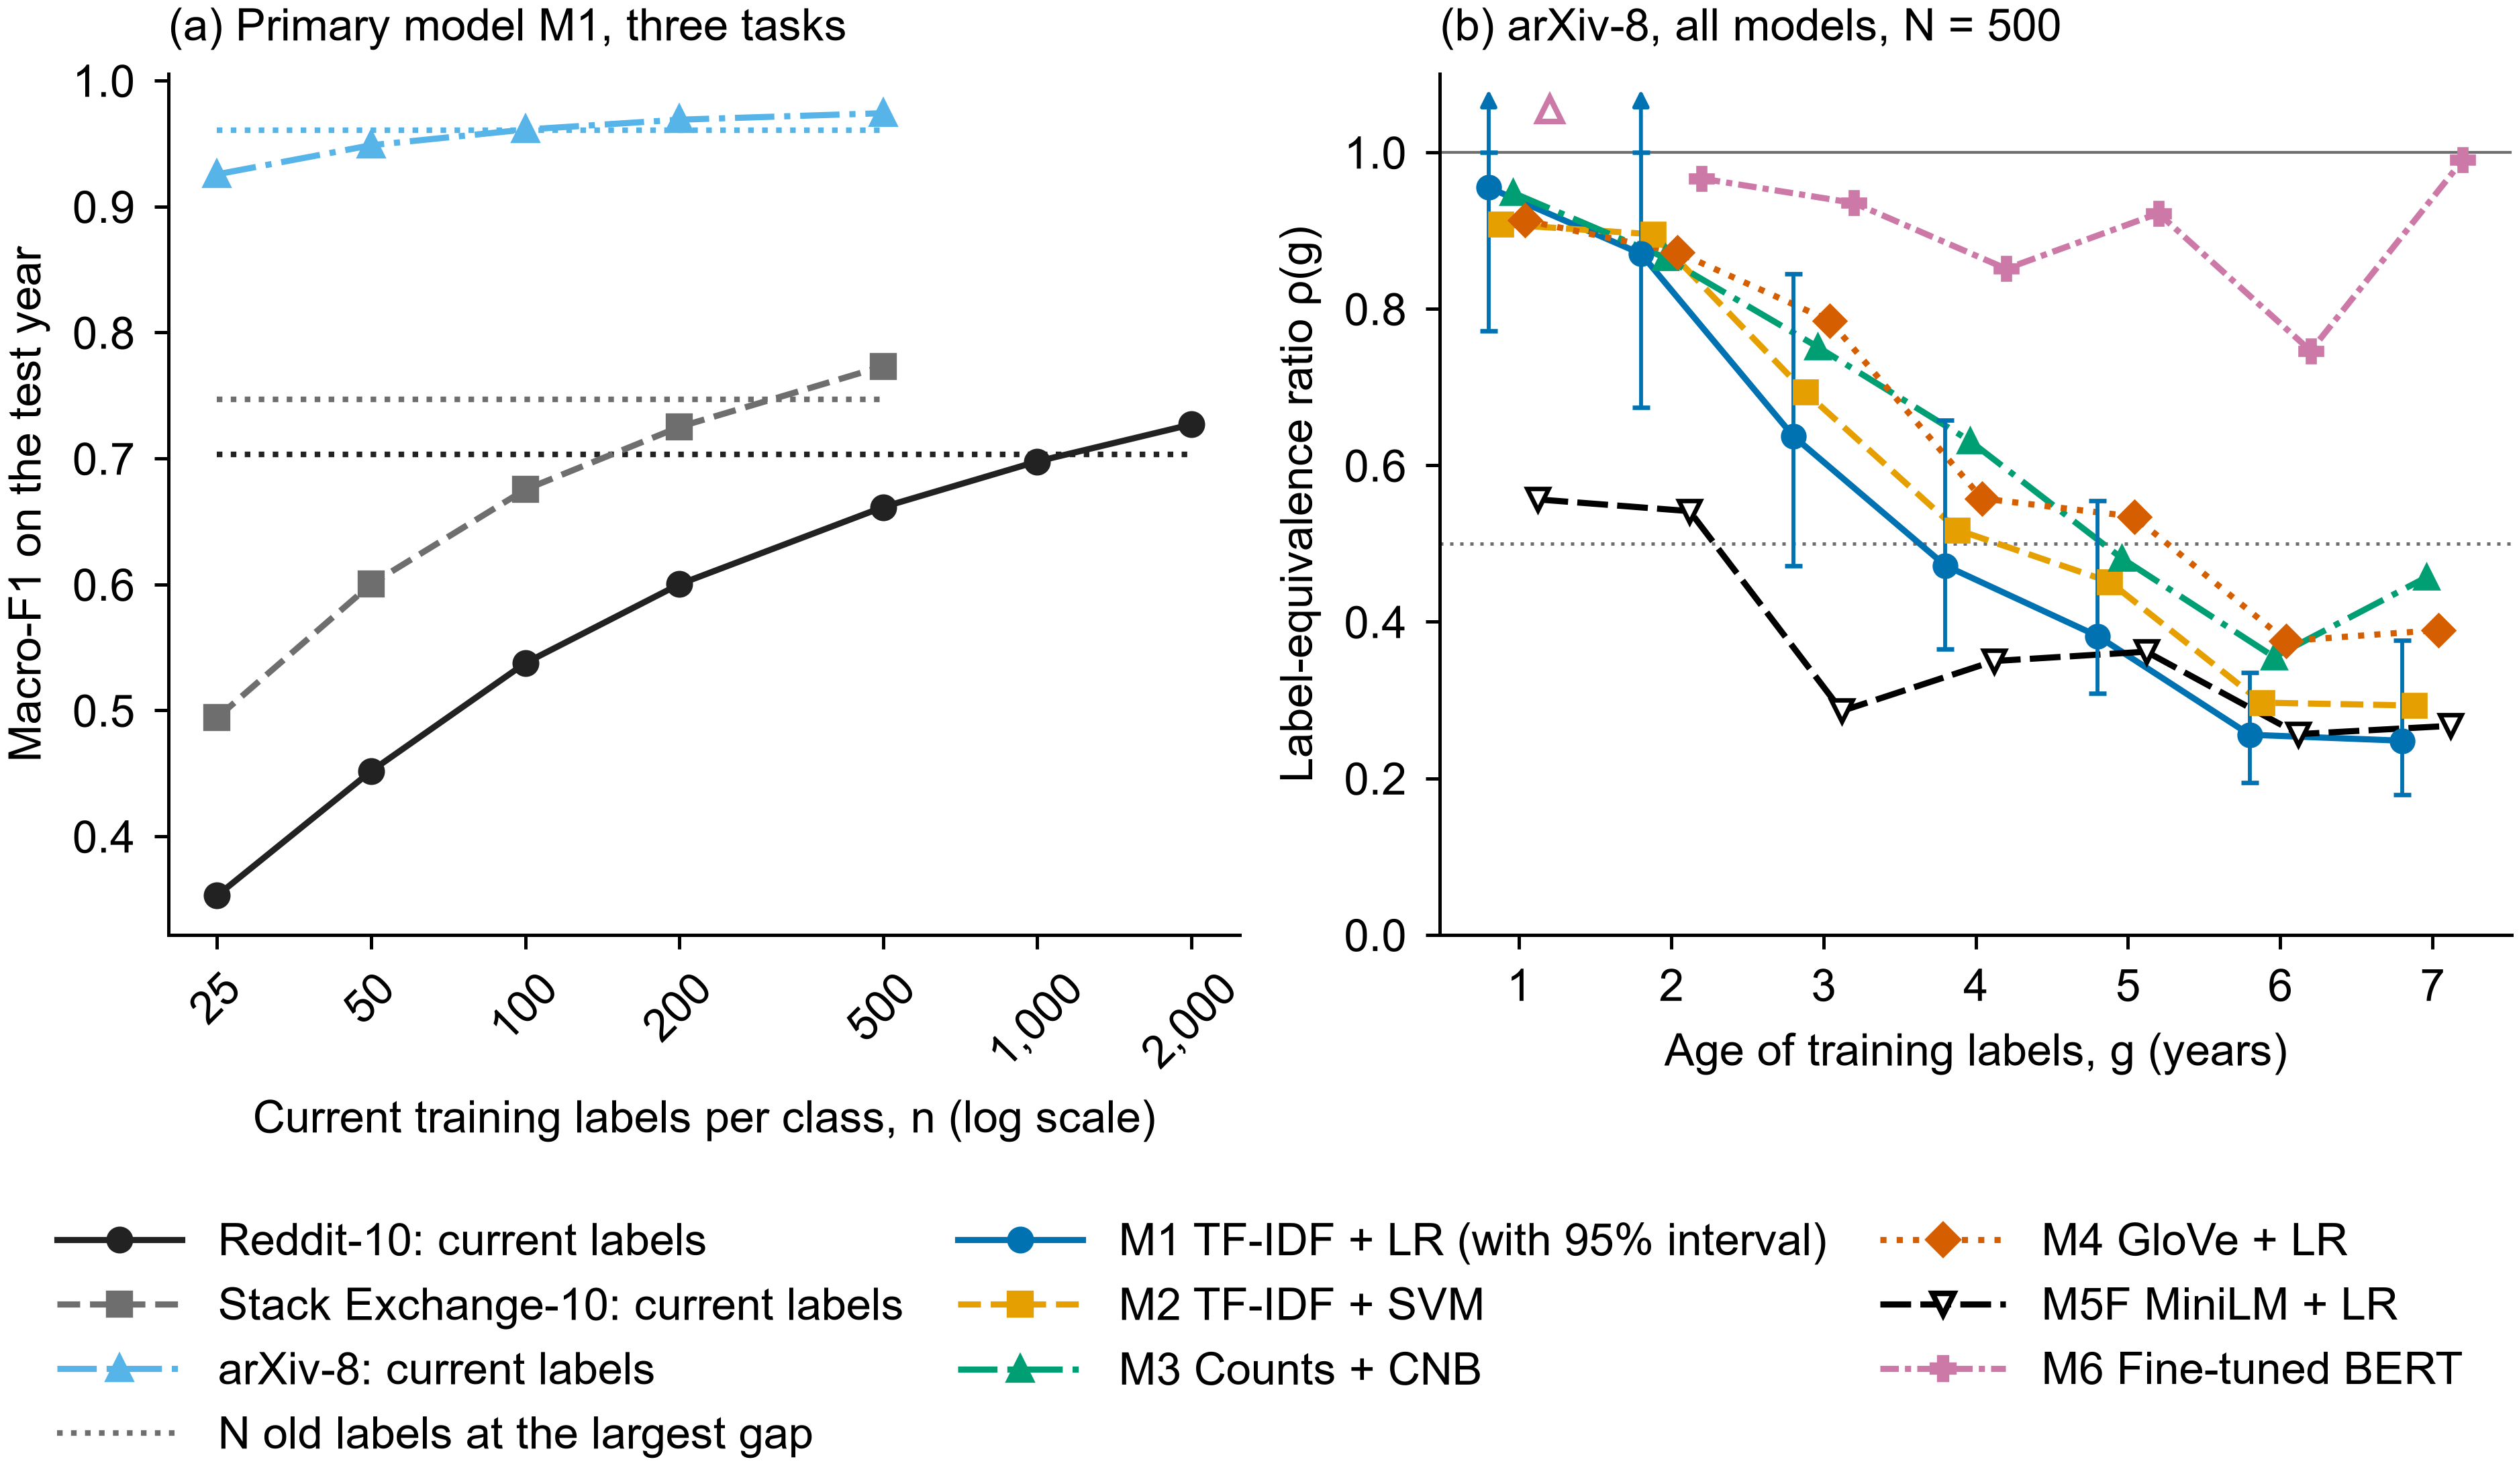 (a) Primary model M1, three tasks
1.0
0.9
0.8
0.7
0.6
0.5
0.4
Macro-F1 on the test year
25
50
100
200
500
1,000
2,000
Current training labels per class, n (log scale)
(b) arXiv-8, all models, N = 500
1.0
0.8
0.6
0.4
0.2
0.0
Label-equivalence ratio ρ(g)
1
2
3
4
5
6
7
Age of training labels, g (years)
Reddit-10: current labels
Stack Exchange-10: current labels
arXiv-8: current labels
N old labels at the largest gap
M1 TF-IDF + LR (with 95% interval)
M2 TF-IDF + SVM
M3 Counts + CNB
M4 GloVe + LR
M5F MiniLM + LR
M6 Fine-tuned BERT